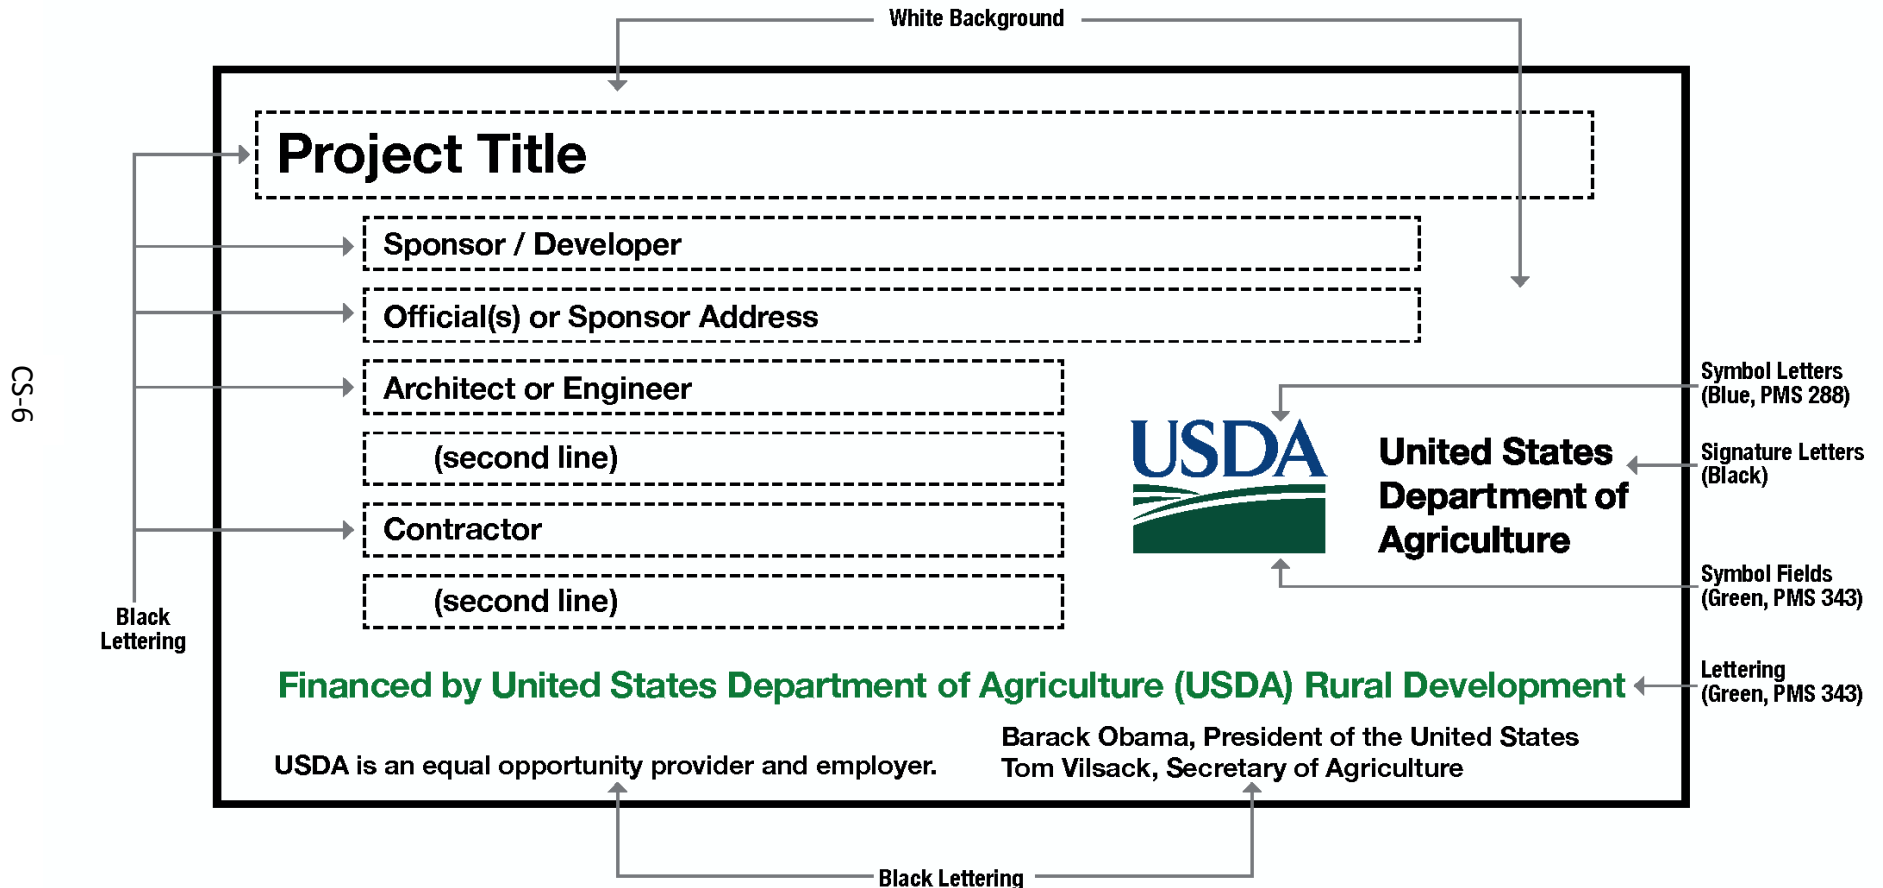 White Background
Project Title
Sponsor / Developer
Official(s) or Sponsor Address
Architect or Engineer
(second line)
Contractor
(second line)
Black
Lettering
CS-6
USDA
United States
Department of
Agriculture
Symbol Letters
(Blue, PMS 288)
Signature Letters
(Black)
Symbol Fields
(Green, PMS 343)
Lettering
(Green, PMS 343)
Financed by United States Department of Agriculture (USDA) Rural Development
USDA is an equal opportunity provider and employer.
Barack Obama, President of the United States
Tom Vilsack, Secretary of Agriculture
Black Lettering